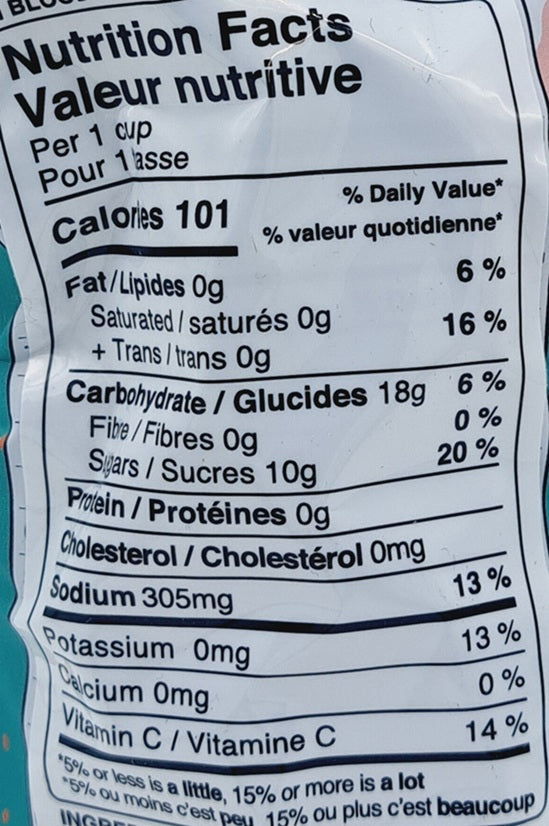 Nutrition Facts
Valeur nutritive
Per 1 cup
Pour 1 tasse
% Daily Value*
Calories 101
% valeur quotidienne*
Fat / Lipides 0g 6 %
Saturated / saturés 0g 16 %
+ Trans / trans 0g
Carbohydrate / Glucides 18g 6 %
Fibre / Fibres 0g 0 %
Sugars / Sucres 10g 20 %
Protein / Protéines 0g
Cholesterol / Cholestérol 0mg
Sodium 305mg 13 %
Potassium 0mg 13 %
Calcium 0mg 0 %
Vitamin C / Vitamine C 14 %
*5% or less is a little, 15% or more is a lot
*5% ou moins c'est peu, 15% ou plus c'est beaucoup